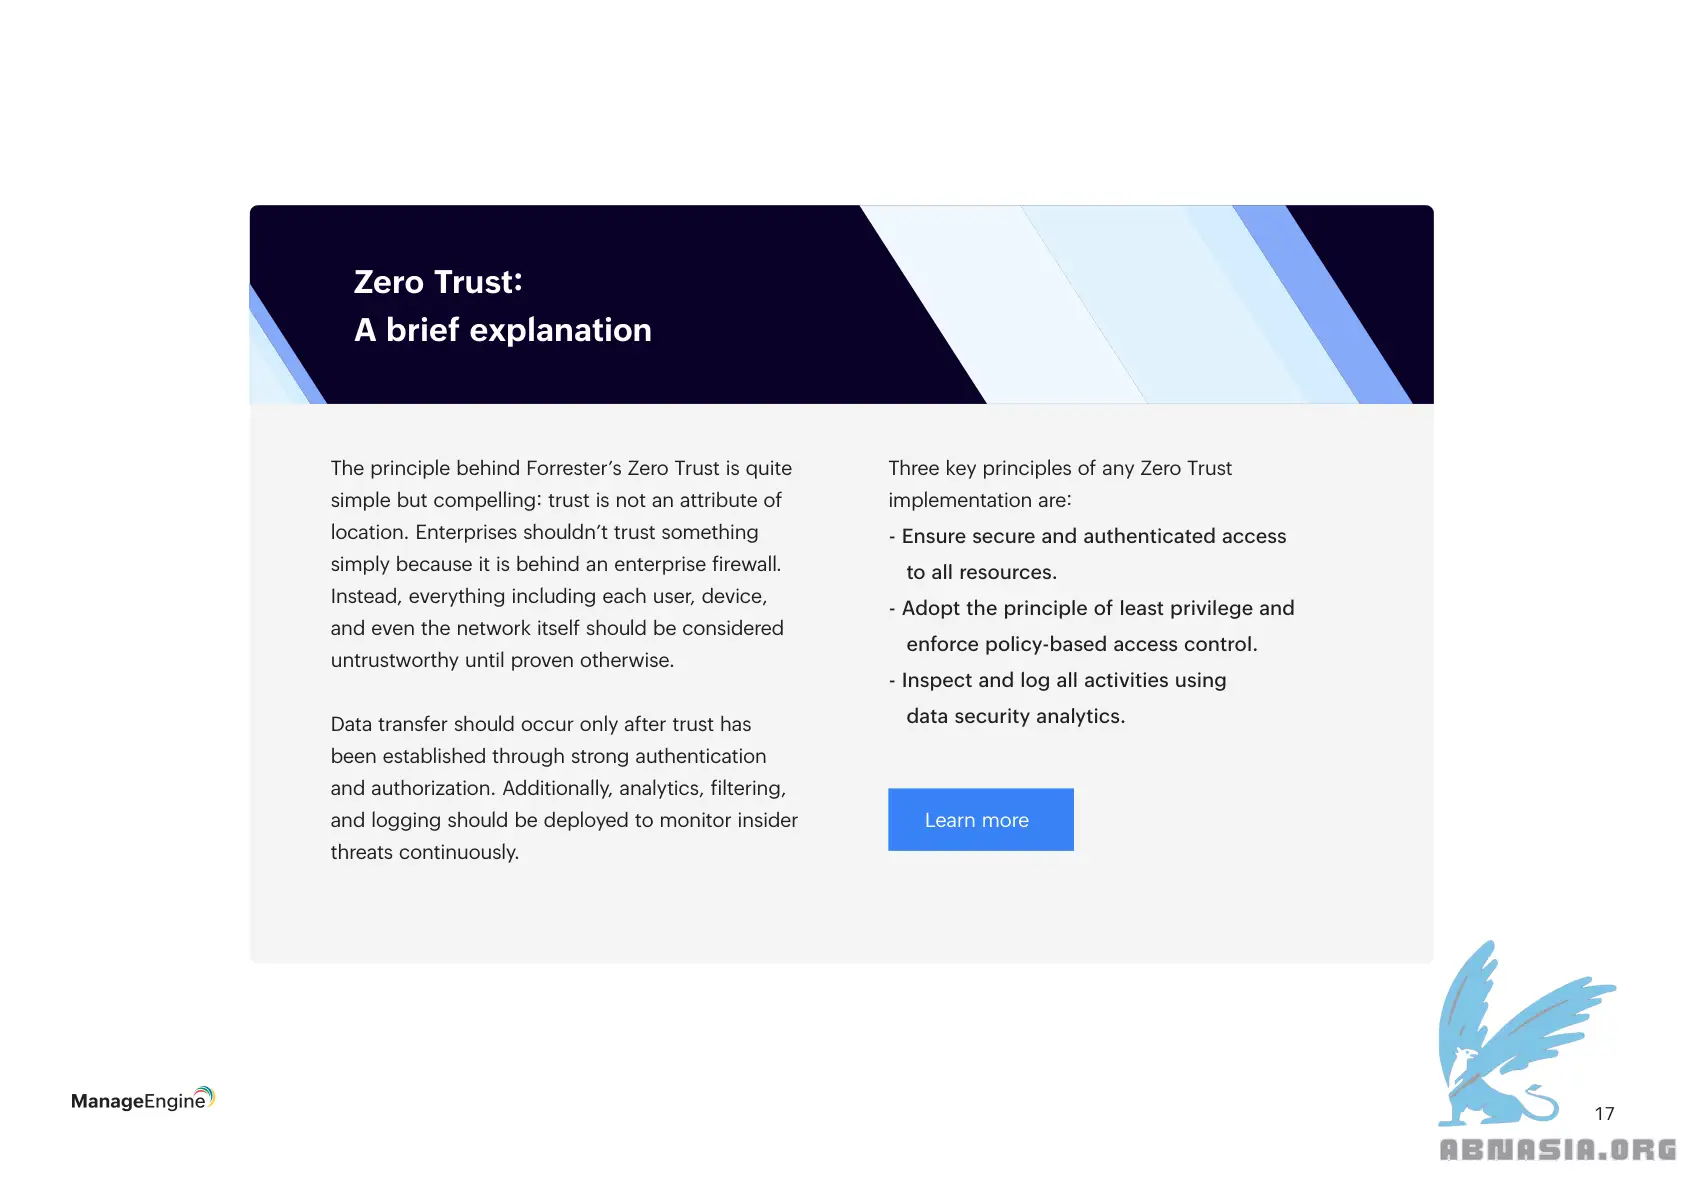 Zero Trust:
A brief explanation
The principle behind Forrester’s Zero Trust is quite
simple but compelling: trust is not an attribute of
location. Enterprises shouldn’t trust something
simply because it is behind an enterprise firewall.
Instead, everything including each user, device,
and even the network itself should be considered
untrustworthy until proven otherwise.
Data transfer should occur only after trust has
been established through strong authentication
and authorization. Additionally, analytics, filtering,
and logging should be deployed to monitor insider
threats continuously.
Three key principles of any Zero Trust
implementation are:
- Ensure secure and authenticated access
to all resources.
- Adopt the principle of least privilege and
enforce policy-based access control.
- Inspect and log all activities using
data security analytics.
Learn more
ManageEngine
17
ABNASIA.ORG